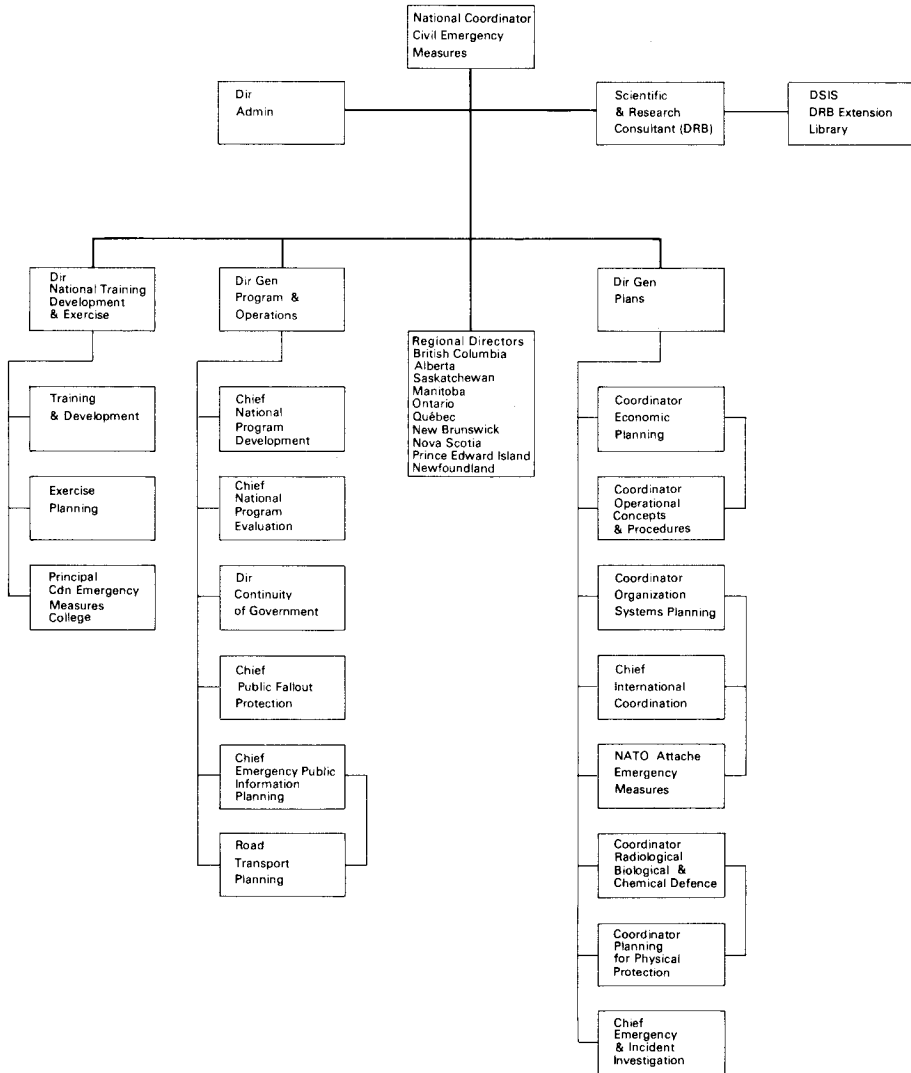 National Coordinator
Civil Emergency
Measures
Dir
Admin
Scientific
& Research
Consultant (DRB)
DSIS
DRB Extension
Library
Dir
National Training
Development
& Exercise
Dir Gen
Program &
Operations
Dir Gen
Plans
Regional Directors
British Columbia
Alberta
Saskatchewan
Manitoba
Ontario
Québec
New Brunswick
Nova Scotia
Prince Edward Island
Newfoundland
Training
& Development
Exercise
Planning
Principal
Cdn Emergency
Measures
College
Chief
National
Program
Development
Chief
National
Program
Evaluation
Dir
Continuity
of Government
Chief
Public Fallout
Protection
Chief
Emergency Public
Information
Planning
Road
Transport
Planning
Coordinator
Economic
Planning
Coordinator
Operational
Concepts
& Procedures
Coordinator
Organization
Systems Planning
Chief
International
Coordination
NATO Attache
Emergency
Measures
Coordinator
Radiological
Biological &
Chemical Defence
Coordinator
Planning
for Physical
Protection
Chief
Emergency
& Incident
Investigation